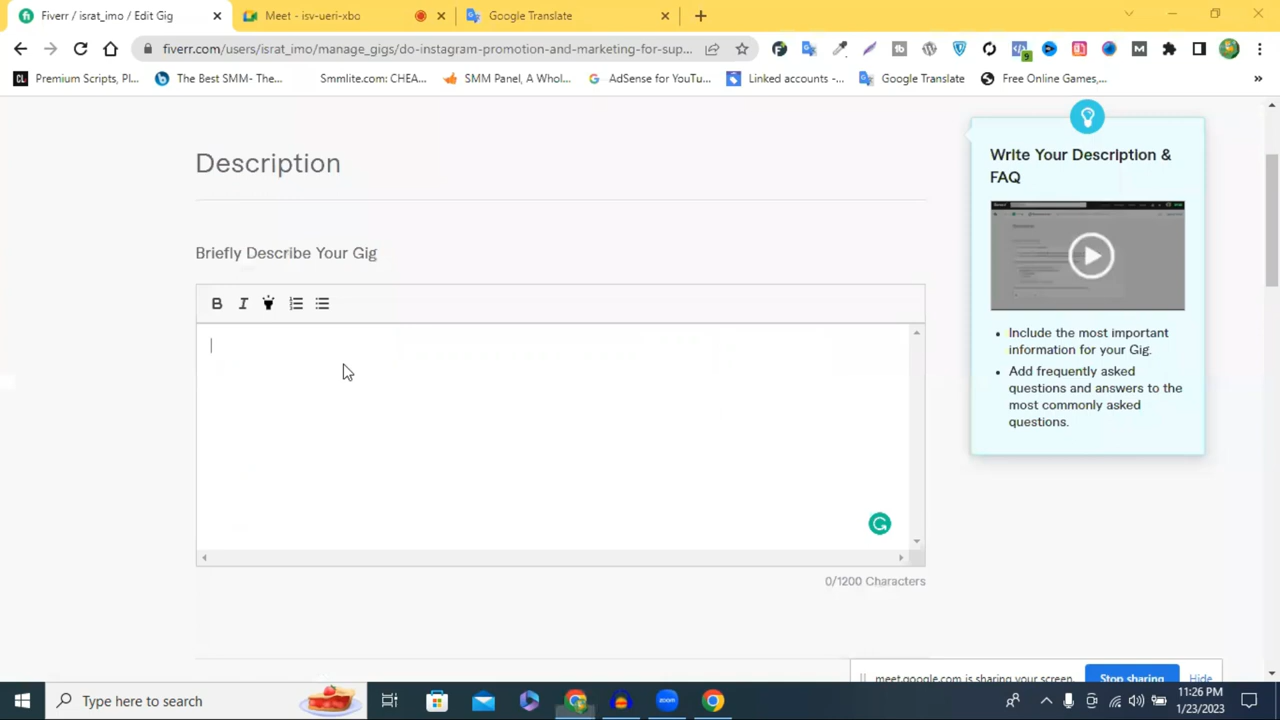 Fiverr / israt_imo / Edit Gig
Meet - isv-ueri-xbo
Google Translate
fiverr.com/users/israt_imo/manage_gigs/do-instagram-promotion-and-marketing-for-sup...
Premium Scripts, Pl...
The Best SMM- The...
Smmlite.com: CHEA...
SMM Panel, A Whol...
AdSense for YouTu...
Linked accounts -...
Google Translate
Free Online Games,...
Description
Briefly Describe Your Gig
B I
0/1200 Characters
Write Your Description &
FAQ
Include the most important
information for your Gig.
Add frequently asked
questions and answers to the
most commonly asked
questions.
meet.google.com is sharing your screen.
Stop sharing
Hide
Type here to search
zoom
11:26 PM
1/23/2023